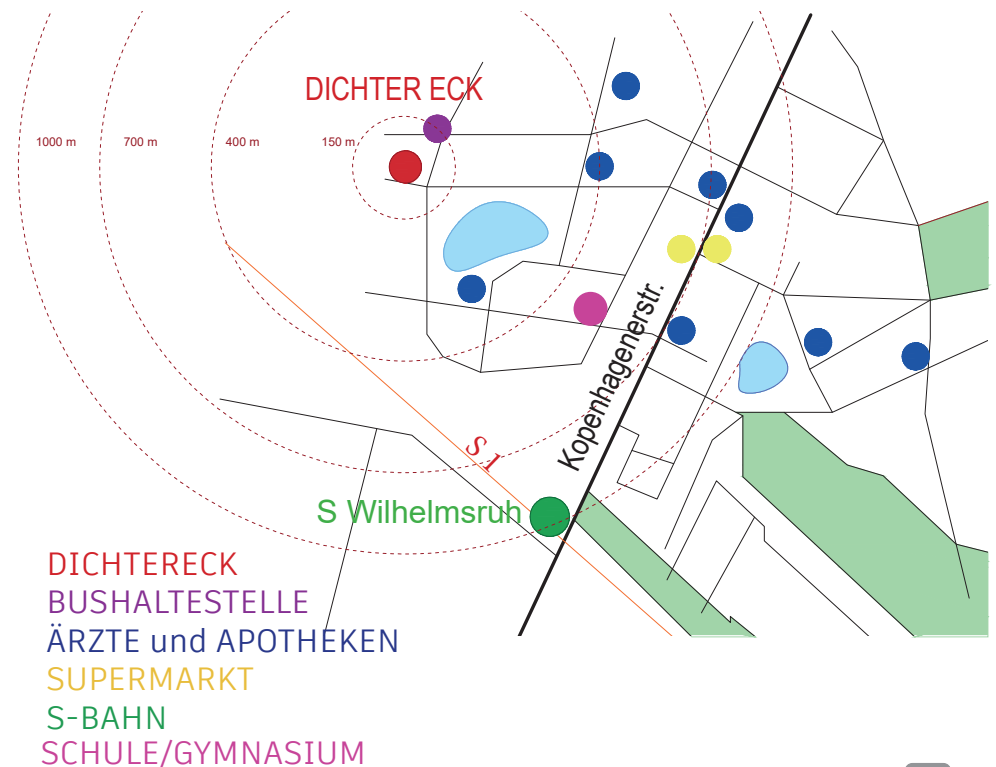 DICHTER ECK
1000 m
700 m
400 m
150 m
Kopenhagenerstr.
S 1
S Wilhelmsruh
DICHTERECK
BUSHALTESTELLE
ÄRZTE und APOTHEKEN
SUPERMARKT
S-BAHN
SCHULE/GYMNASIUM